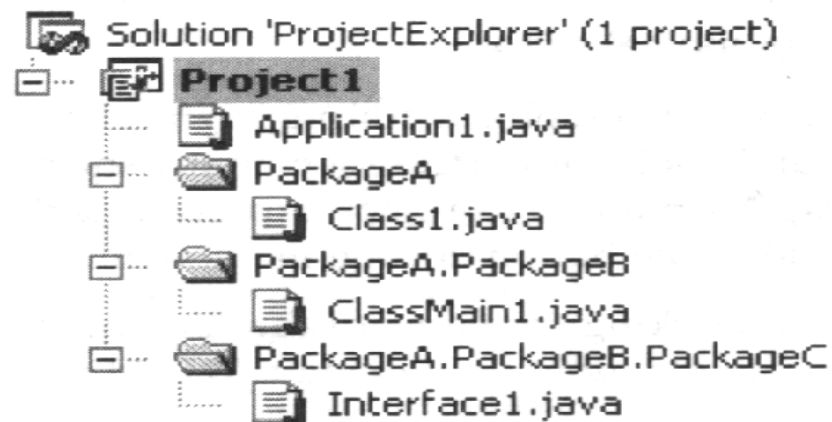 Solution 'ProjectExplorer' (1 project)
Project1
Application1.java
PackageA
Class1.java
PackageA.PackageB
ClassMain1.java
PackageA.PackageB.PackageC
Interface1.java